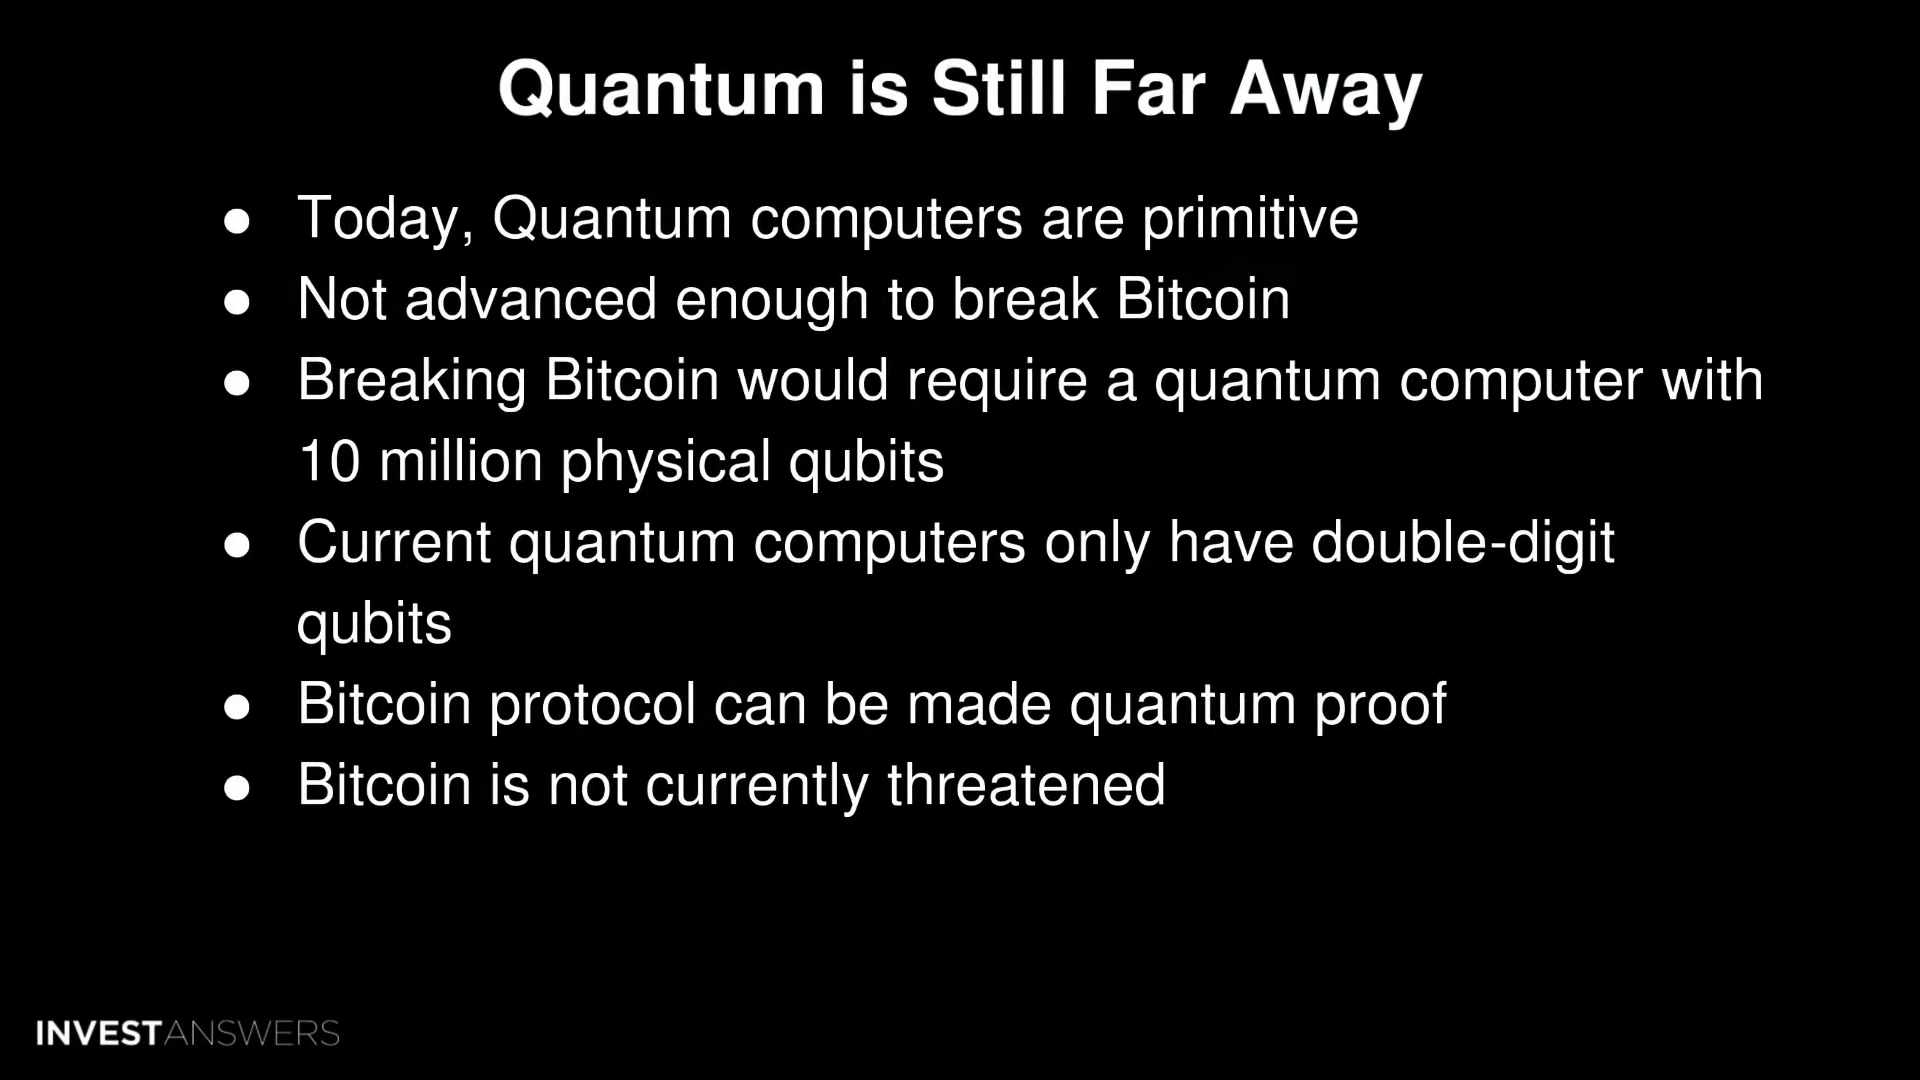 Quantum is Still Far Away
● Today, Quantum computers are primitive
● Not advanced enough to break Bitcoin
● Breaking Bitcoin would require a quantum computer with
10 million physical qubits
● Current quantum computers only have double-digit
qubits
● Bitcoin protocol can be made quantum proof
● Bitcoin is not currently threatened
INVESTANSWERS